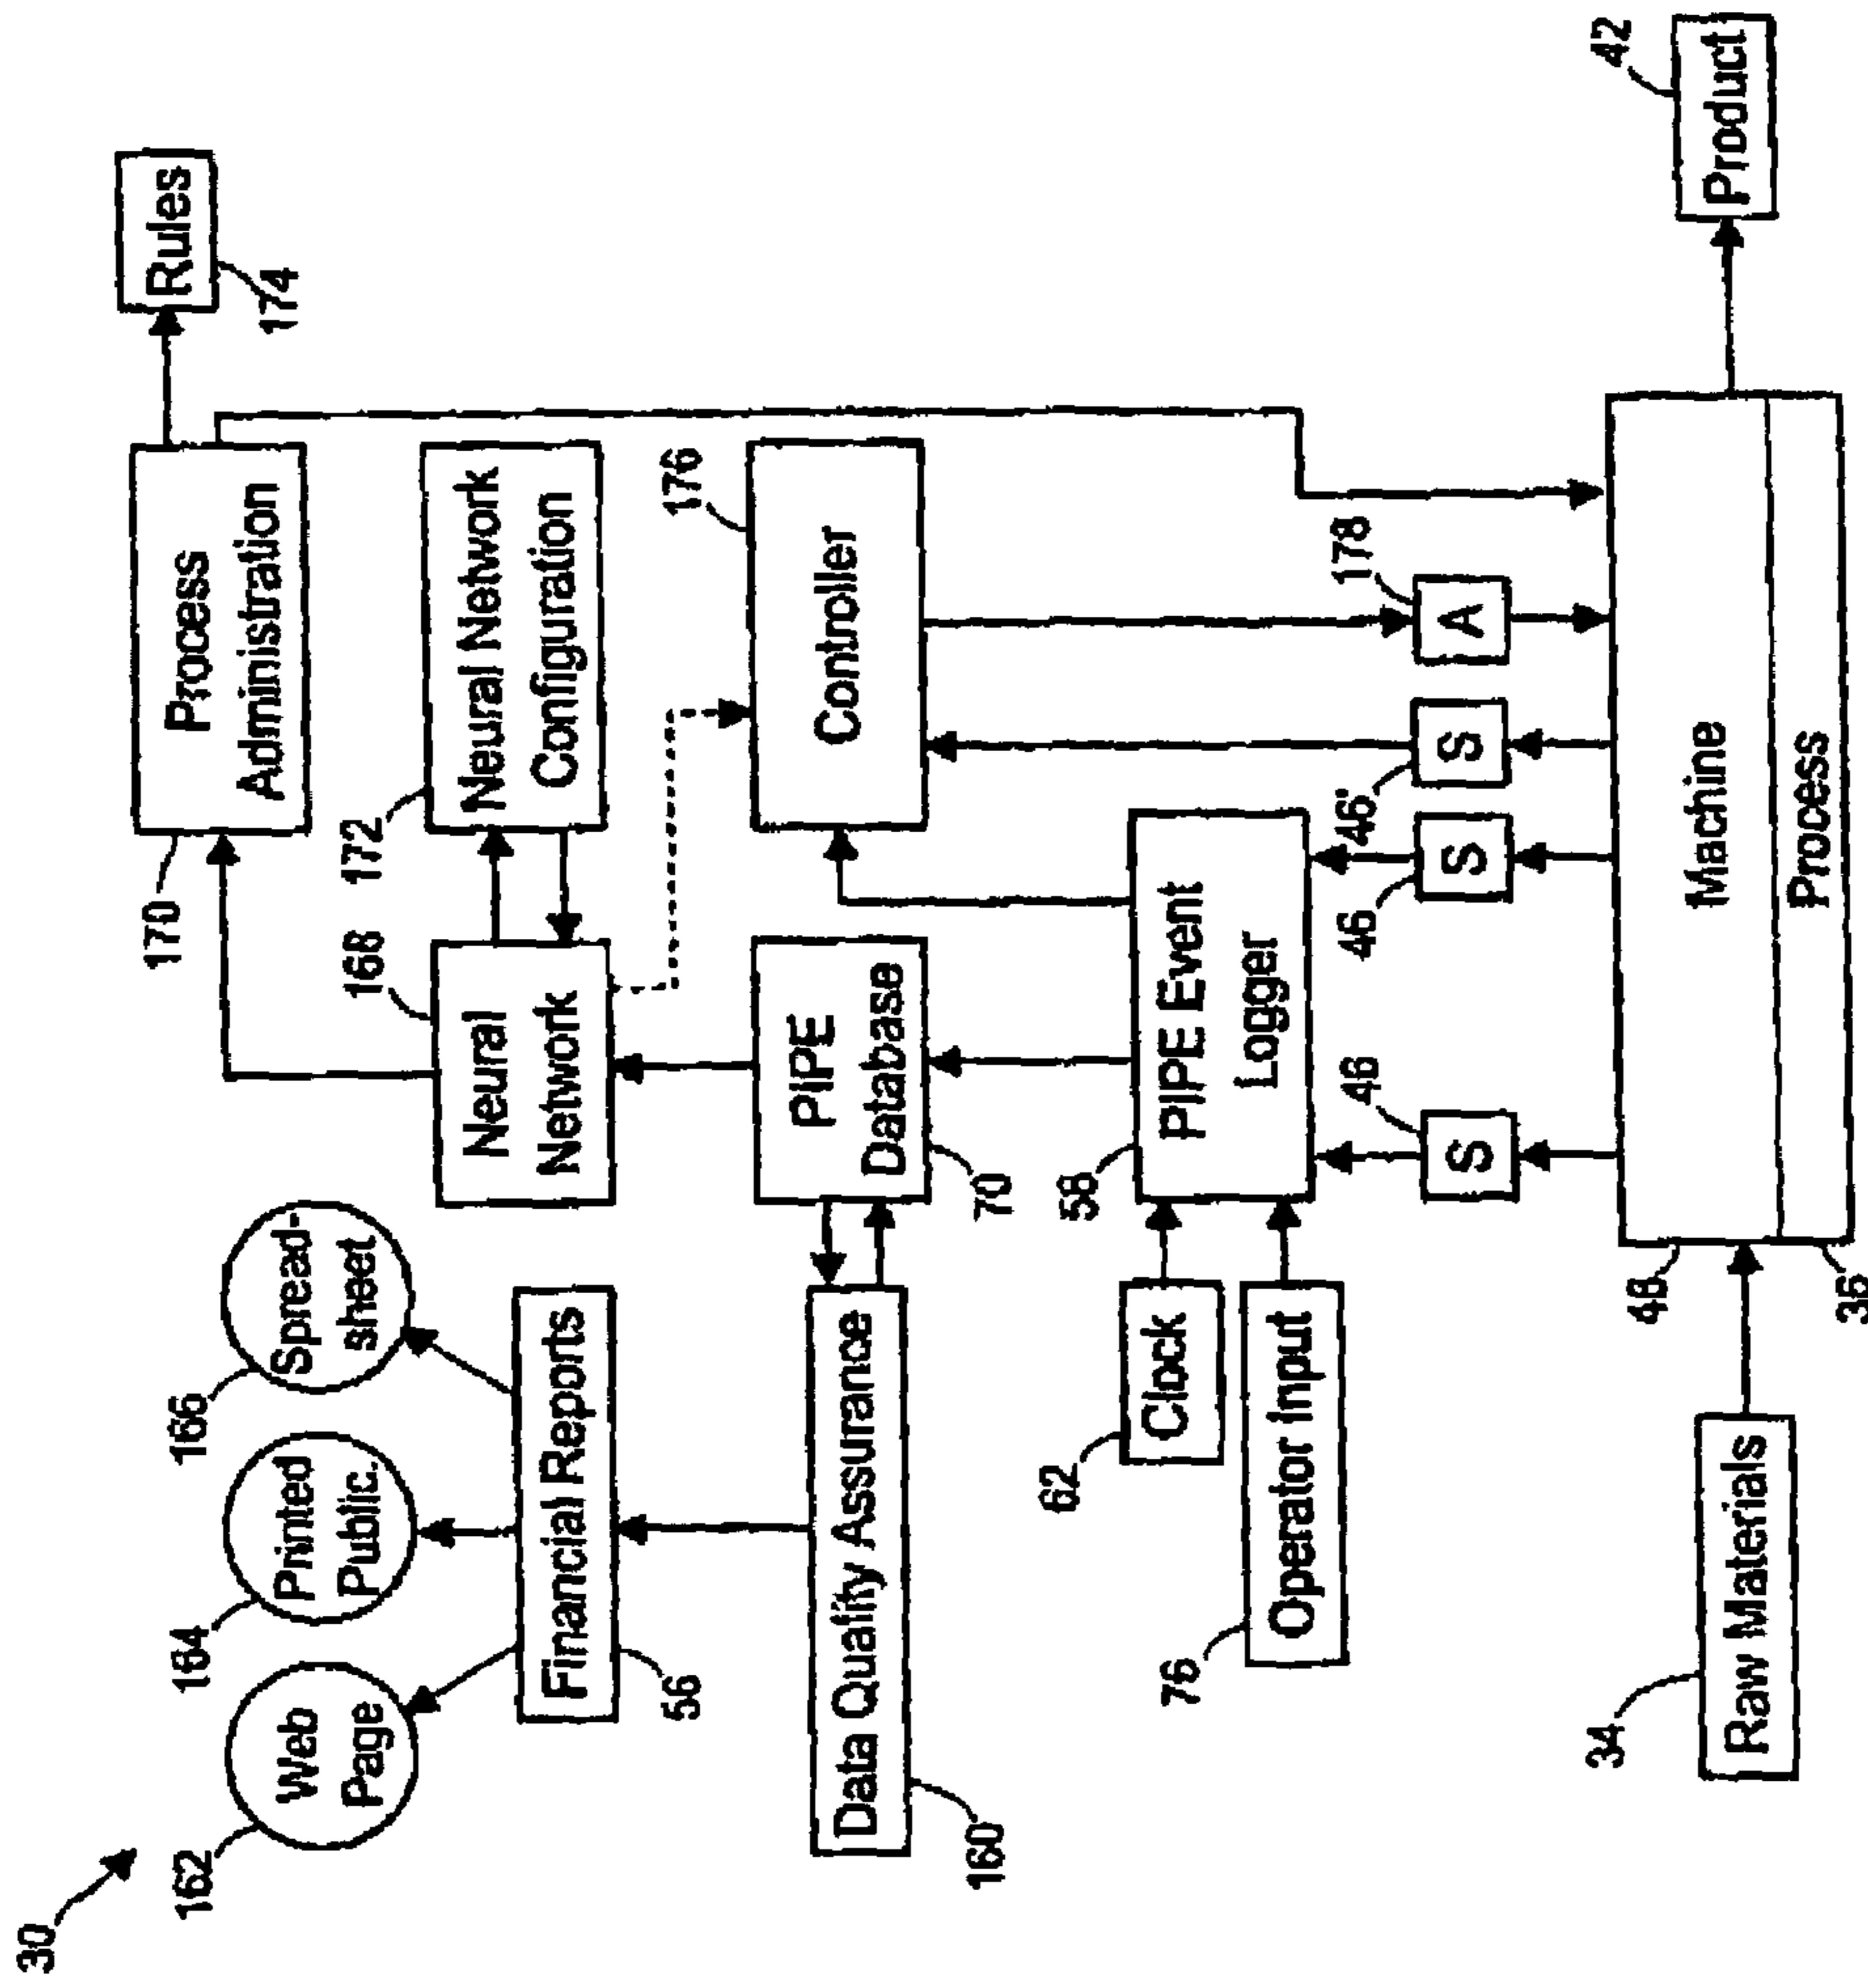 30
162
164
166
170
Process
Administration
Rules
174
Web
Page
Printed
Public.
Spread-
sheet
168
172
Neural
Network
Neural Network
Configuration
Financial Reports
56
176
PIPE
Database
Controller
Data Quality Assurance
160
70
62
58
Clock
PIPE Event
Logger
76
Operator Input
46
46
46'
178
S
S
S
A
34
48
Machine
42
Raw Materials
Process
Product